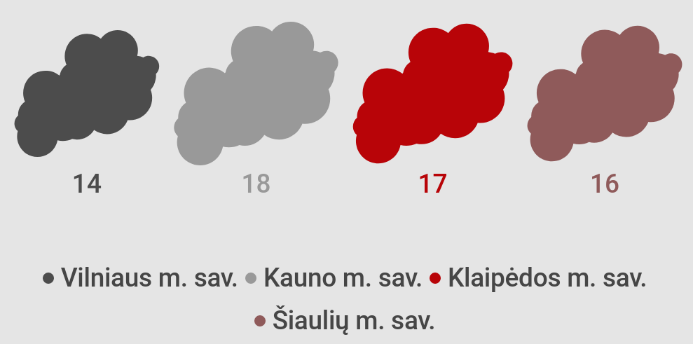 14 18 17 16
Vilniaus m. sav. Kauno m. sav. Klaipėdos m. sav.
Šiaulių m. sav.